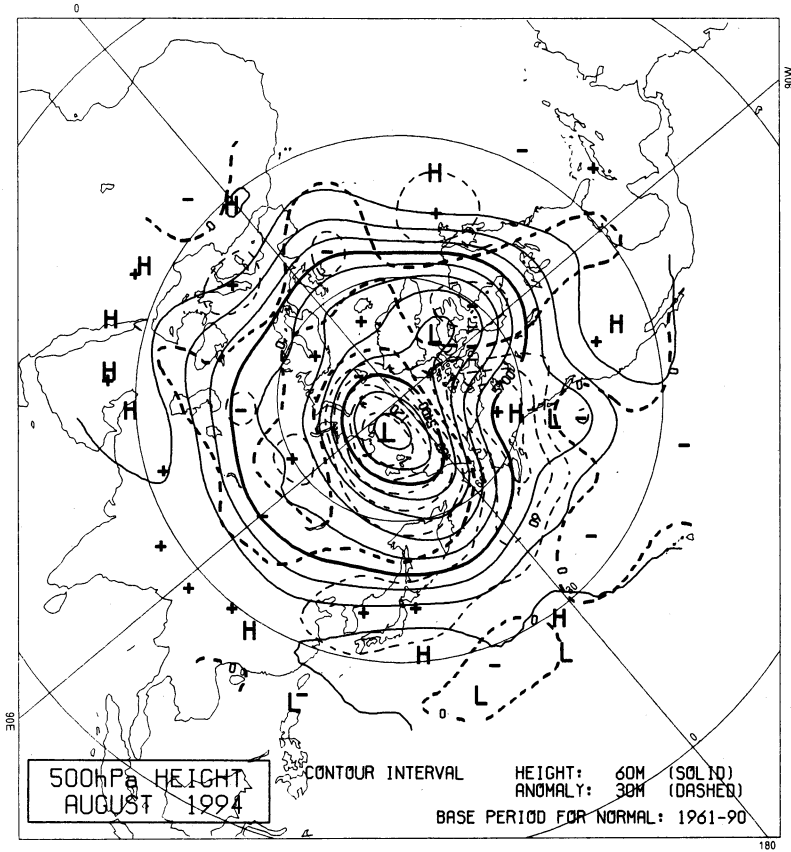 0
90W
H
H
H
H
H
H
H
H
H
H
H
H
L
L
L
L
L
L
90E
500hPa HEIGHT
AUGUST 1994
CONTOUR INTERVAL HEIGHT: 60M (SOLID)
ANOMALY: 30M (DASHED)
BASE PERIOD FOR NORMAL: 1961-90
180